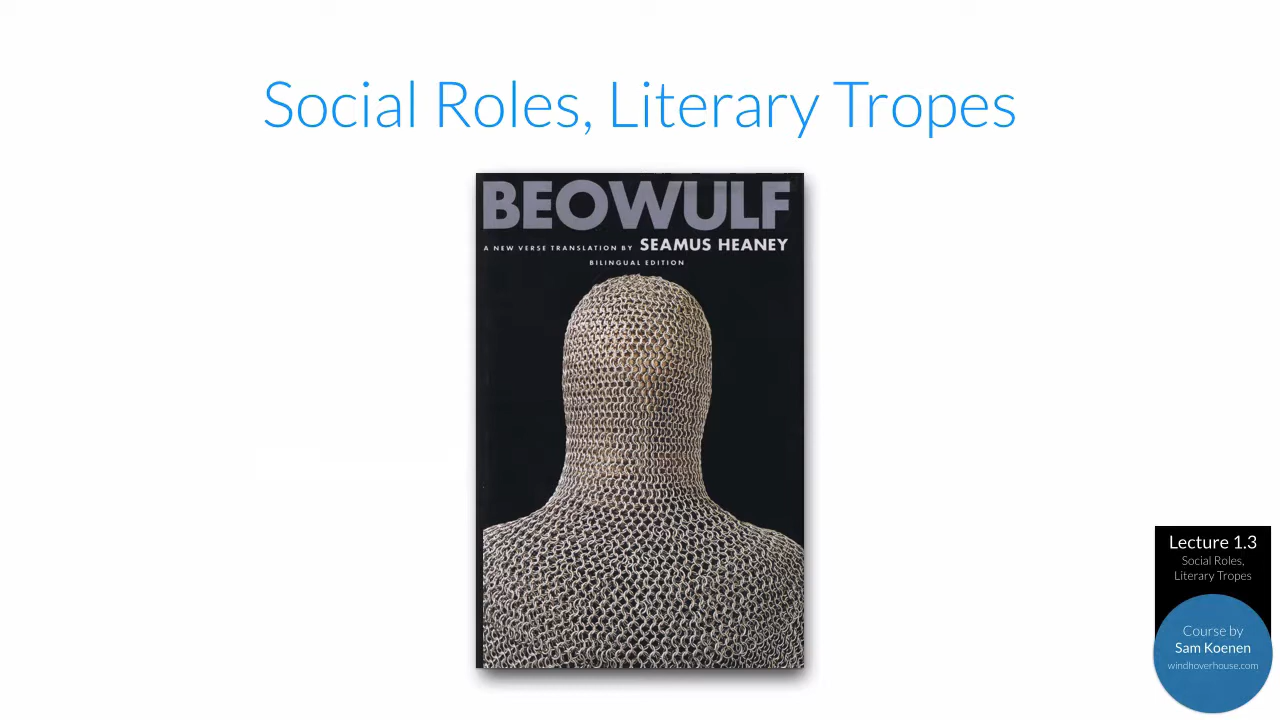 Social Roles, Literary Tropes
BEOWULF
A NEW VERSE TRANSLATION BY SEAMUS HEANEY
BILINGUAL EDITION
Lecture 1.3
Social Roles,
Literary Tropes
Course by
Sam Koenen
windhoverhouse.com